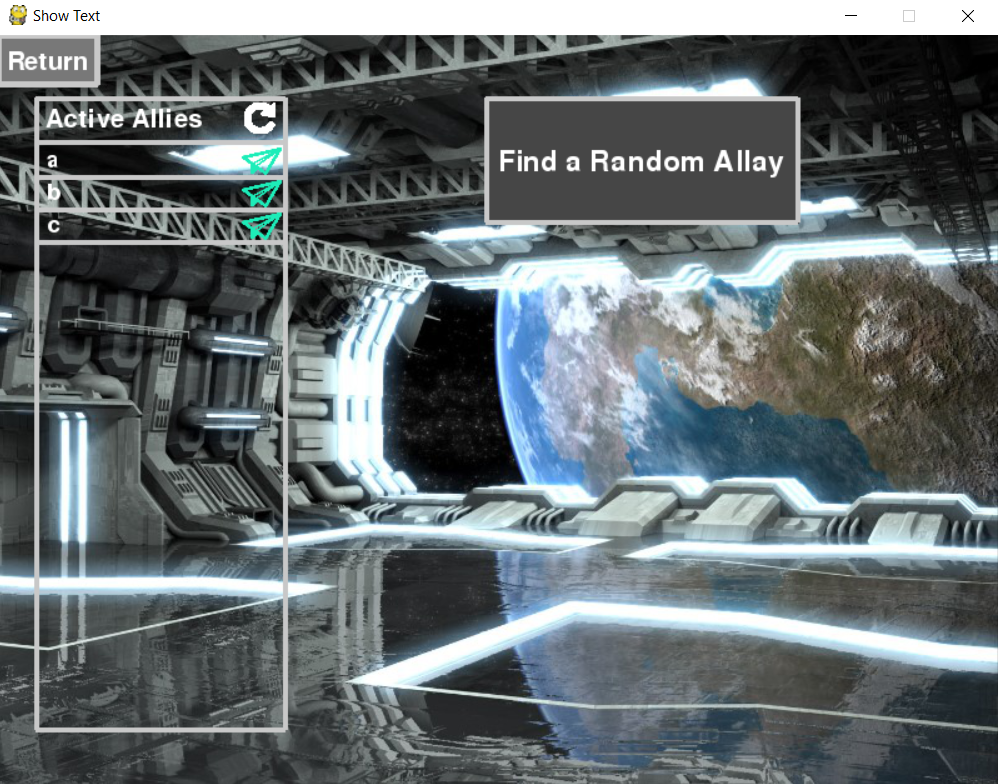 Show Text
Return
Active Allies
a
b
c
Find a Random Allay